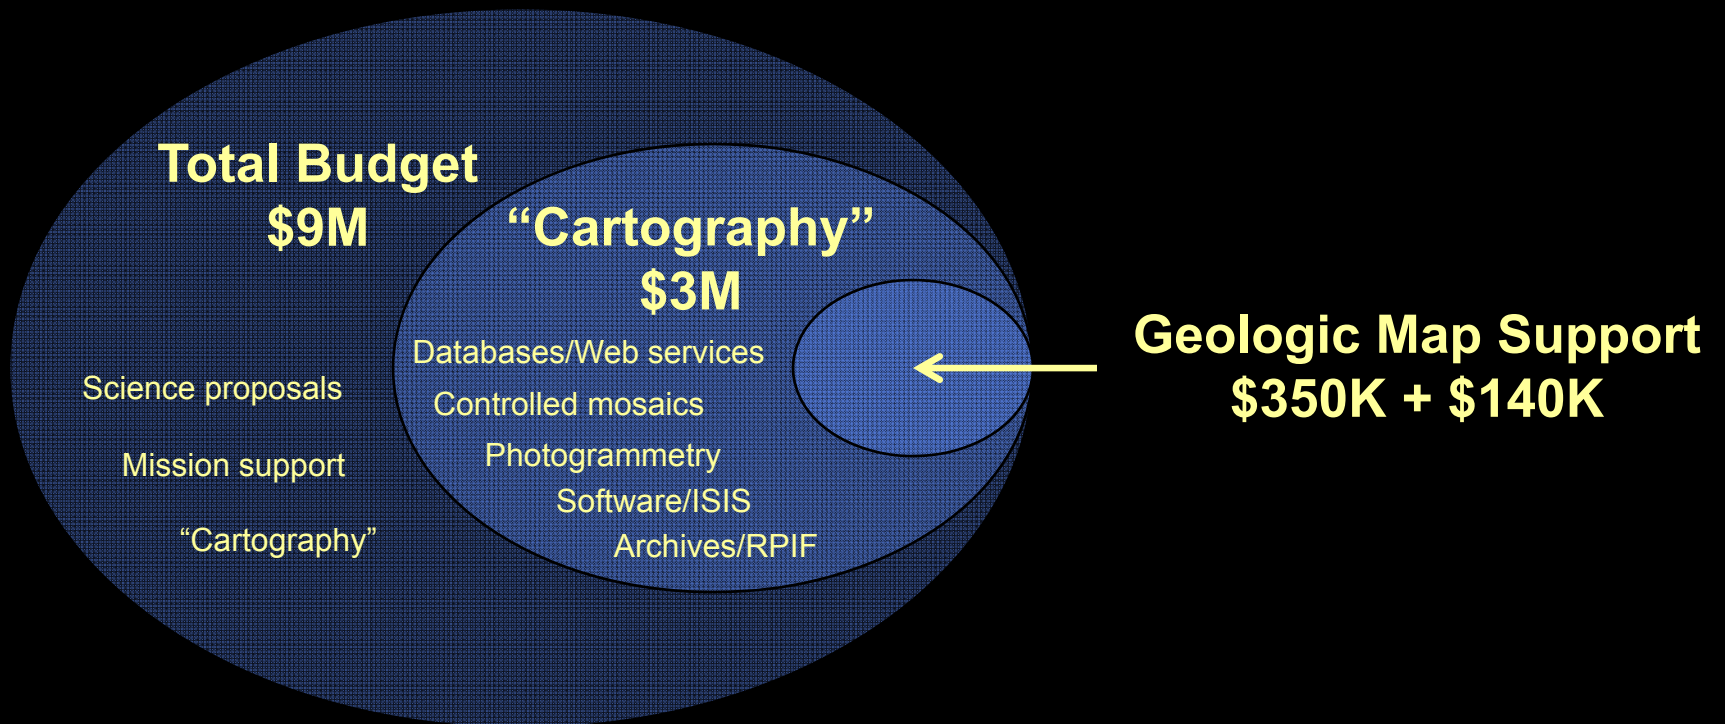 Total Budget
$9M
Science proposals
Mission support
“Cartography”
“Cartography”
$3M
Databases/Web services
Controlled mosaics
Photogrammetry
Software/ISIS
Archives/RPIF
Geologic Map Support
$350K + $140K